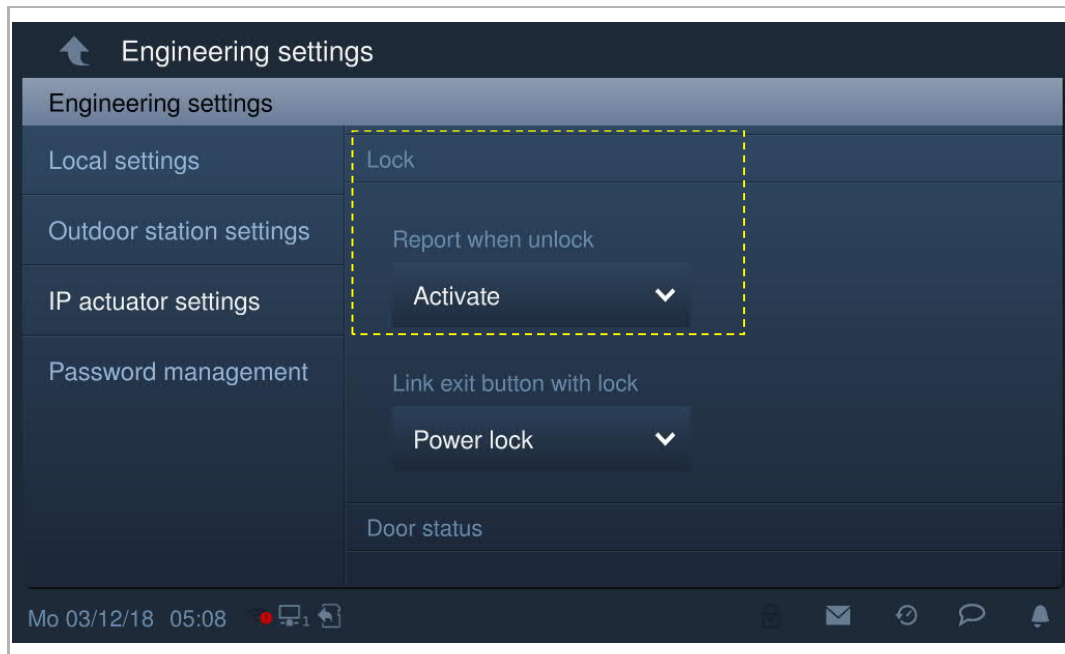 Engineering settings
Engineering settings
Local settings
Outdoor station settings
IP actuator settings
Password management
Lock
Report when unlock
Activate
Link exit button with lock
Power lock
Door status
Mo 03/12/18 05:08 1